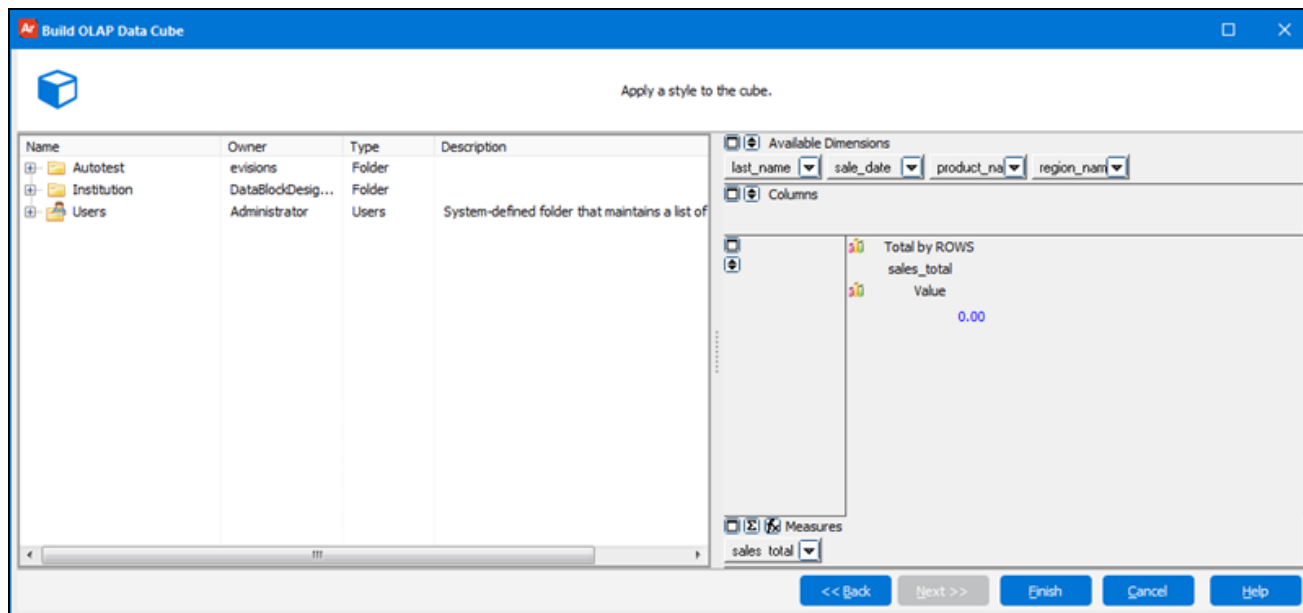 Ar Build OLAP Data Cube
Apply a style to the cube.
Name Owner Type Description
Autotest evisions Folder
Institution DataBlockDesig... Folder
Users Administrator Users System-defined folder that maintains a list of
Available Dimensions
last_name sale_date product_na region_nam
Columns
Total by ROWS
sales_total
Value
0.00
Measures
sales_total
<< Back Next >> Finish Cancel Help